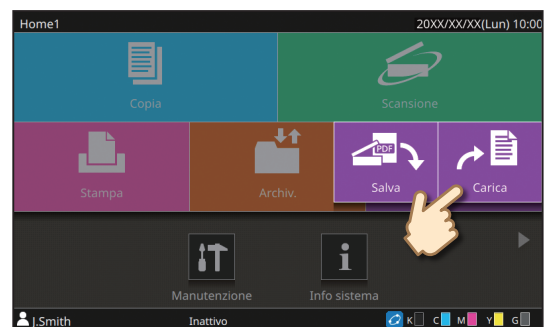 Home1 20XX/XX/XX(Lun) 10:00
Copia Scansione
PDF
Stampa Archiv. Salva Carica
Manutenzione Info sistema
J.Smith Inattivo K C M Y G